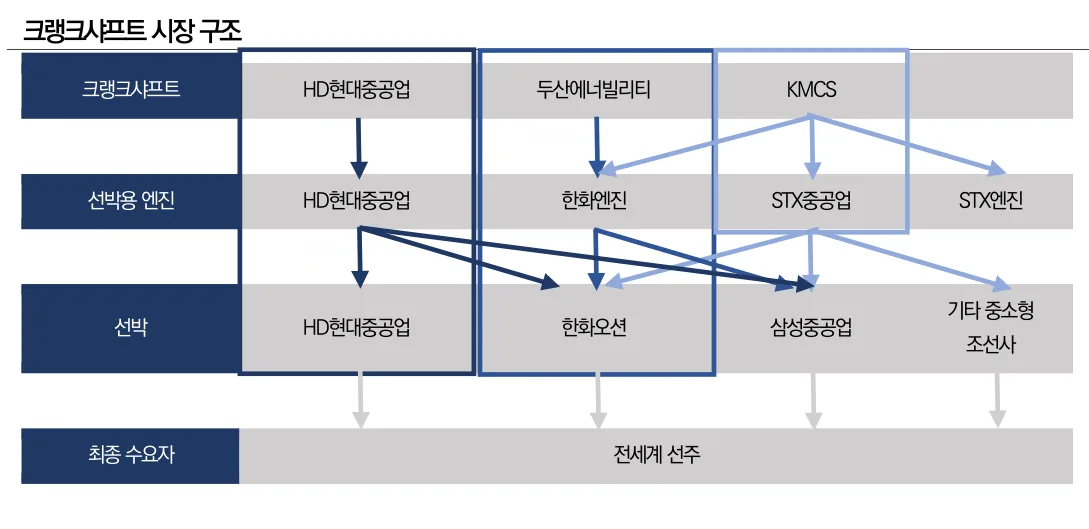 크랭크샤프트 시장 구조
크랭크샤프트 HD현대중공업 두산에너빌리티 KMCS
선박용 엔진 HD현대중공업 한화엔진 STX중공업 STX엔진
선박 HD현대중공업 한화오션 삼성중공업 기타 중소형
조선사
최종 수요자 전세계 선주